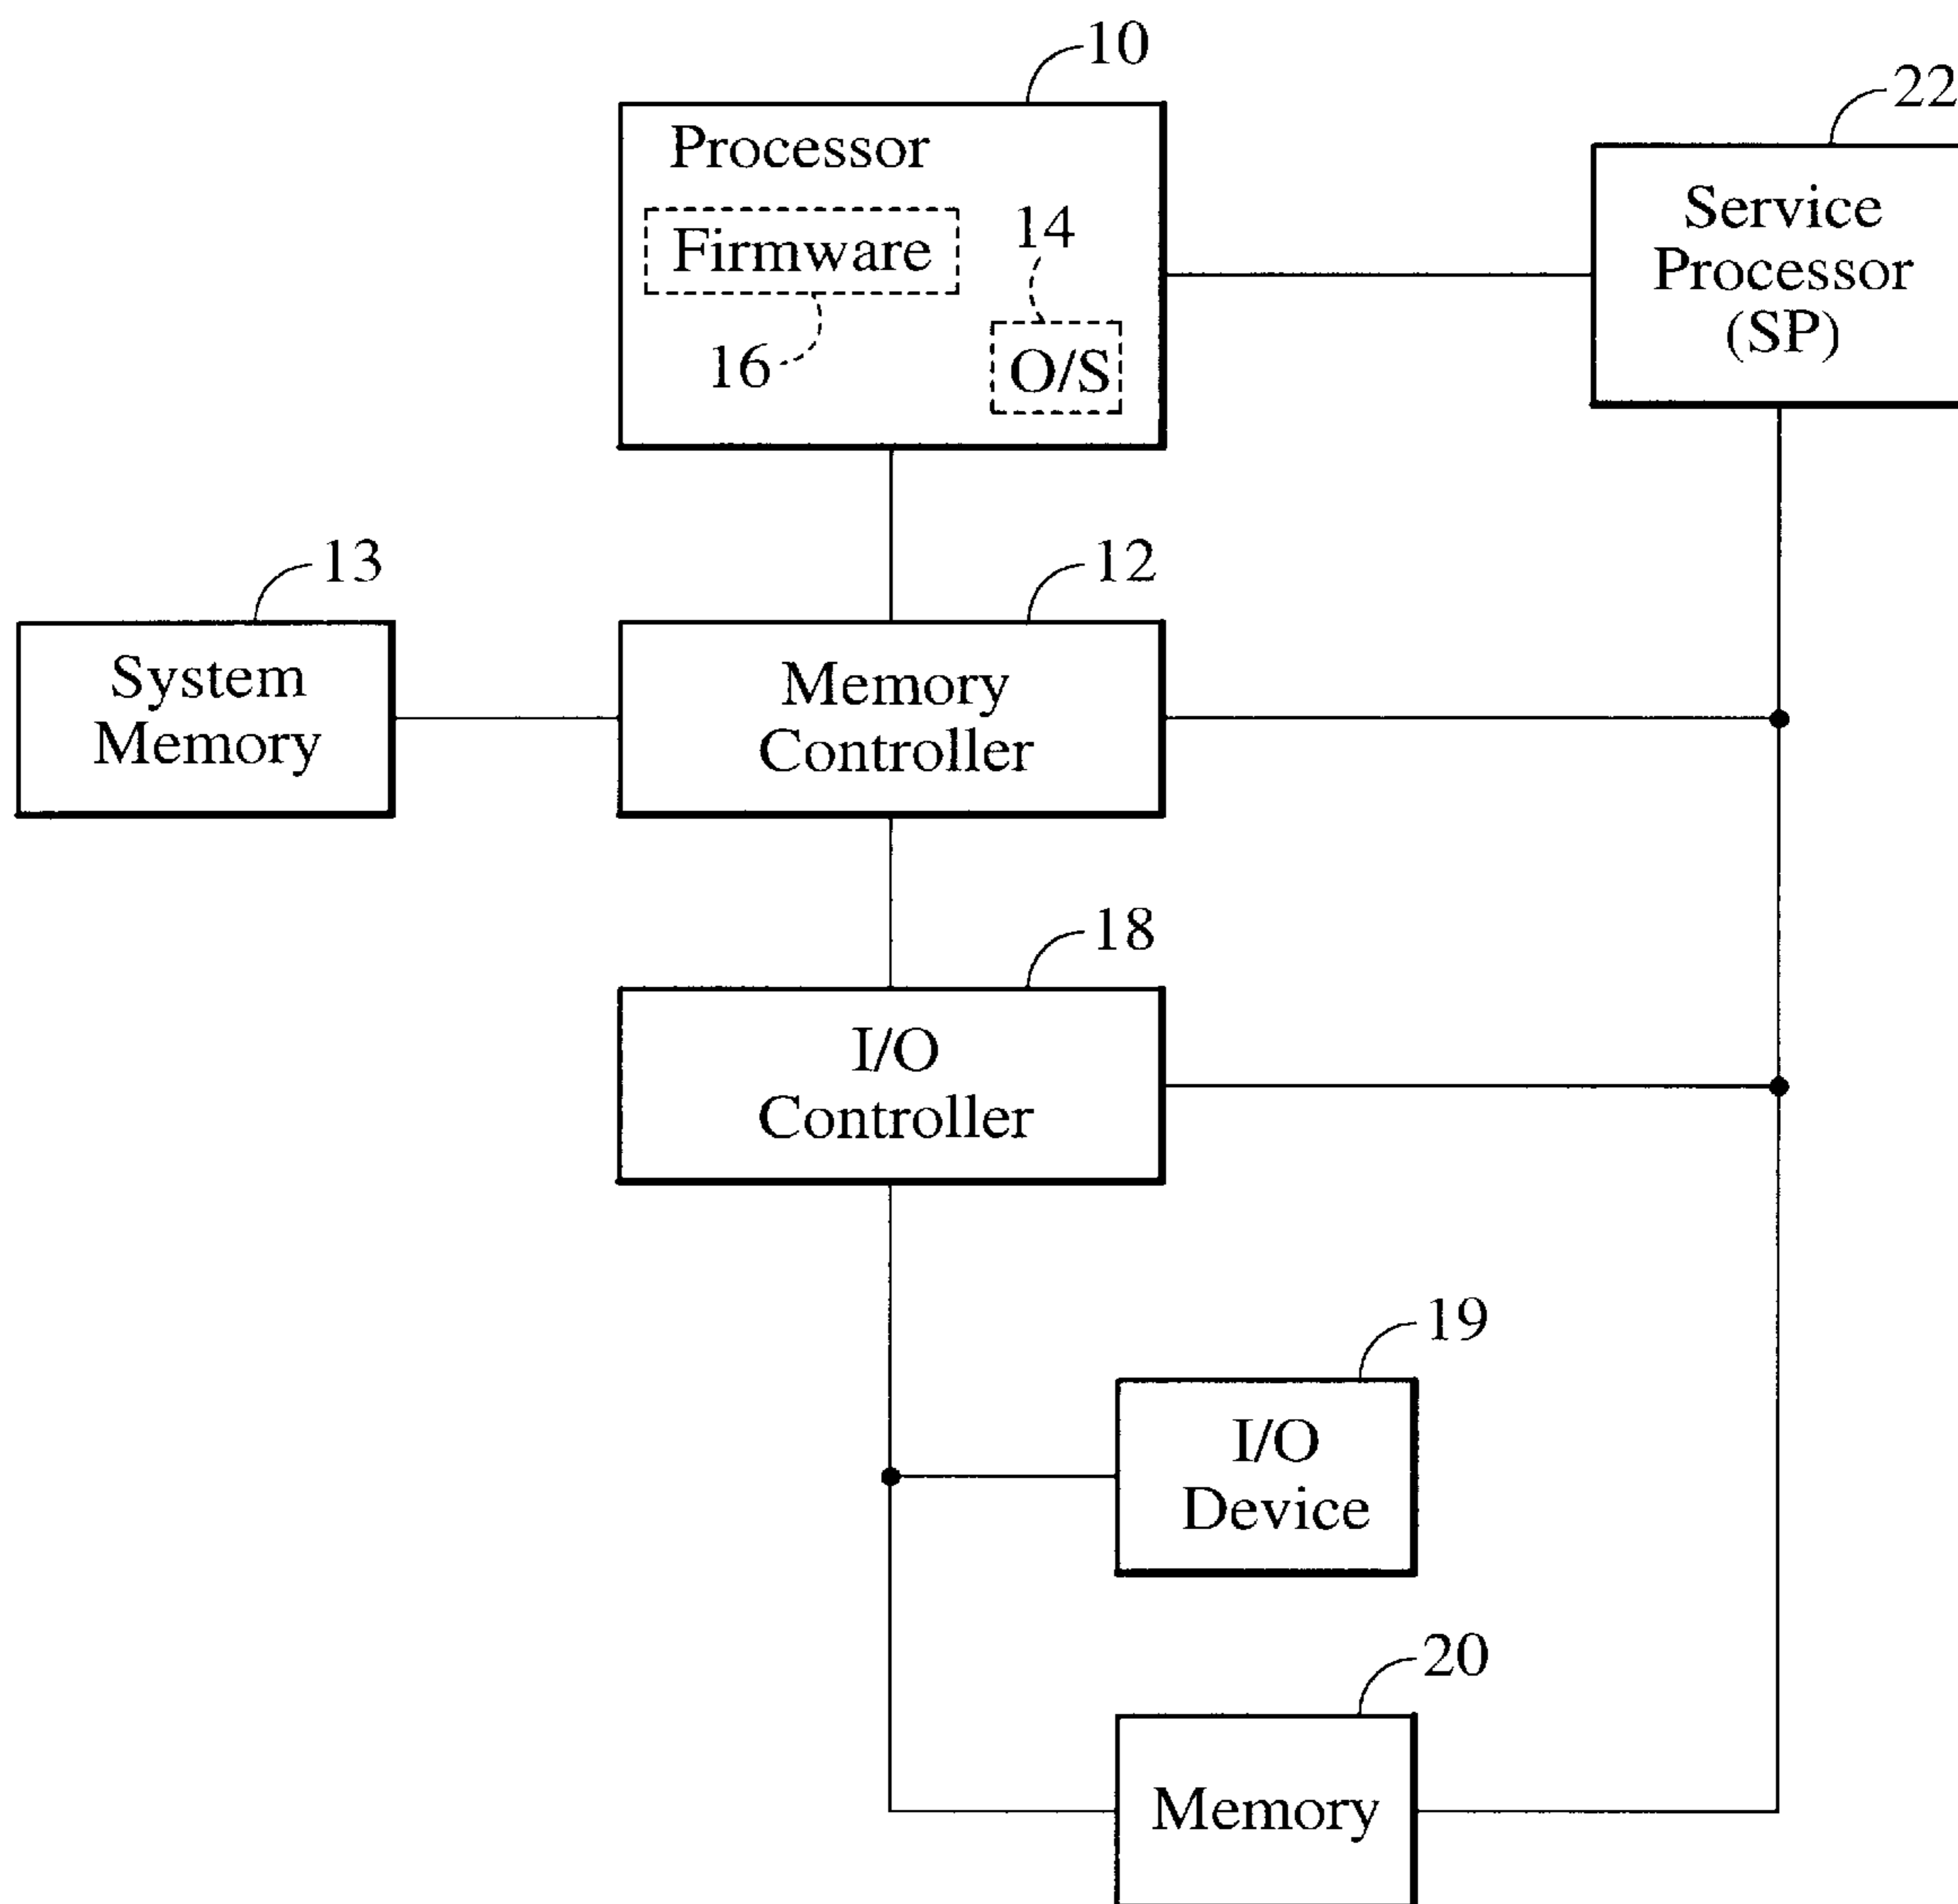 10
22
Processor
Service
Processor
(SP)
14
Firmware
16
O/S
13
12
System
Memory
Memory
Controller
18
I/O
Controller
19
I/O
Device
20
Memory